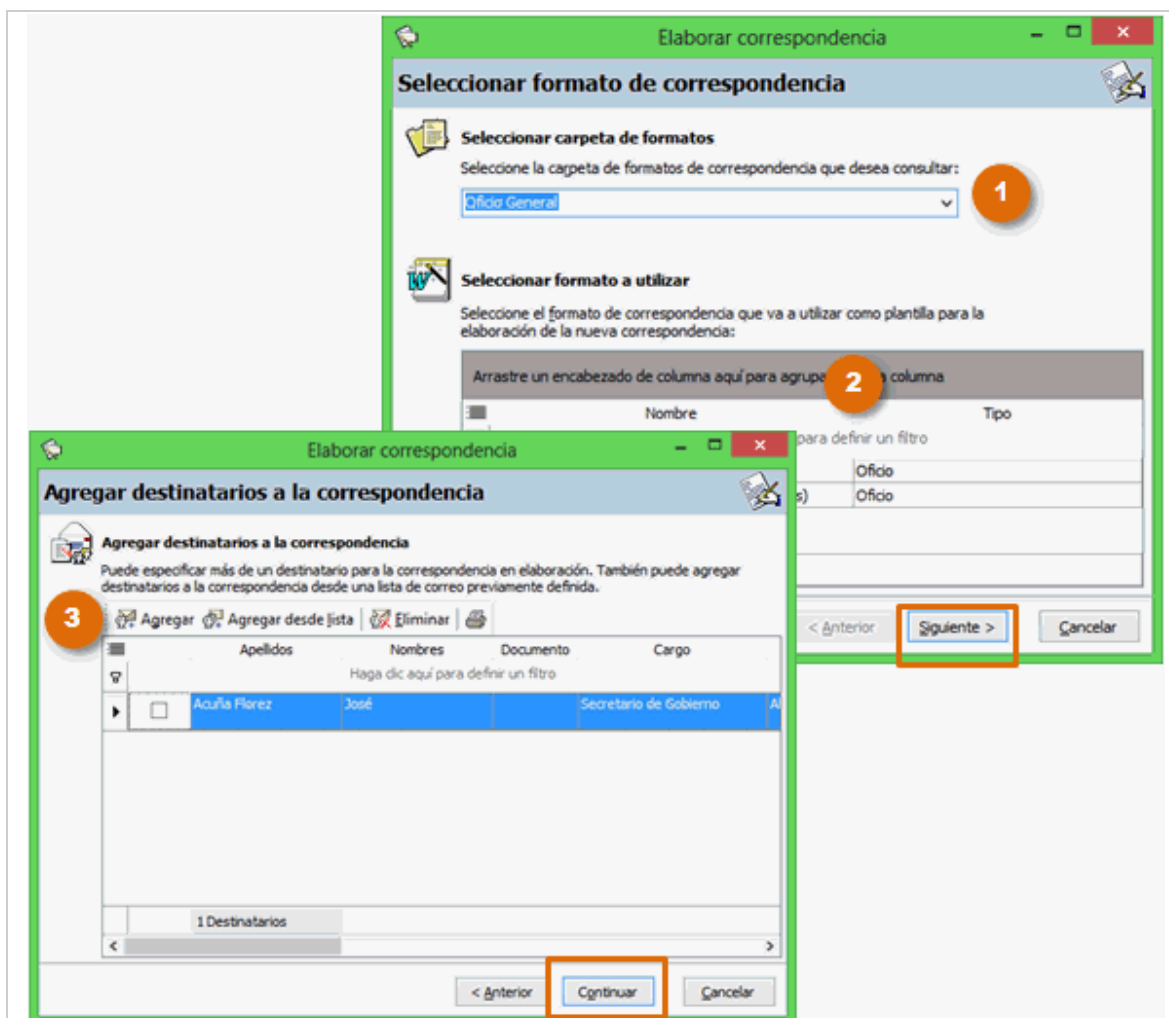 Elaborar correspondencia
Seleccionar formato de correspondencia
Seleccionar carpeta de formatos
Seleccione la carpeta de formatos de correspondencia que desea consultar:
Oficio General
1
Seleccionar formato a utilizar
Seleccione el formato de correspondencia que va a utilizar como plantilla para la
elaboración de la nueva correspondencia:
Arrastre un encabezado de columna aquí para columna
2
Nombre Tipo
para definir un filtro
Oficio
s) Oficio
< Anterior Siguiente > Cancelar
Elaborar correspondencia
Agregar destinatarios a la correspondencia
Agregar destinatarios a la correspondencia
Puede especificar más de un destinatario para la correspondencia en elaboración. También puede agregar
destinatarios a la correspondencia desde una lista de correo previamente definida.
3
Agregar Agregar desde lista Eliminar
Apellidos Nombres Documento Cargo
Haga clic aquí para definir un filtro
Acuña Florez José Secretario de Gobierno
1 Destinatarios
< Anterior Continuar Cancelar